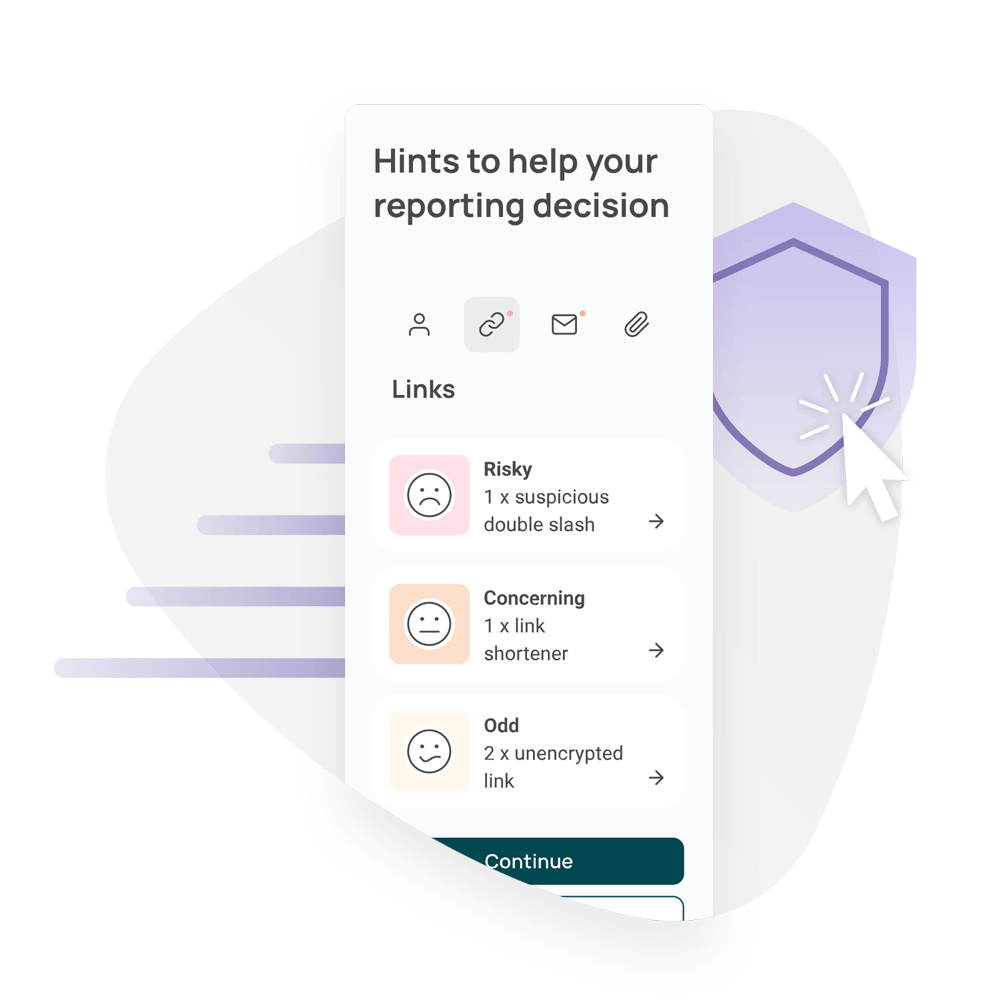 Hints to help your
reporting decision
Links
Risky
1 x suspicious
double slash
Concerning
1 x link
shortener
Odd
2 x unencrypted
link
Continue